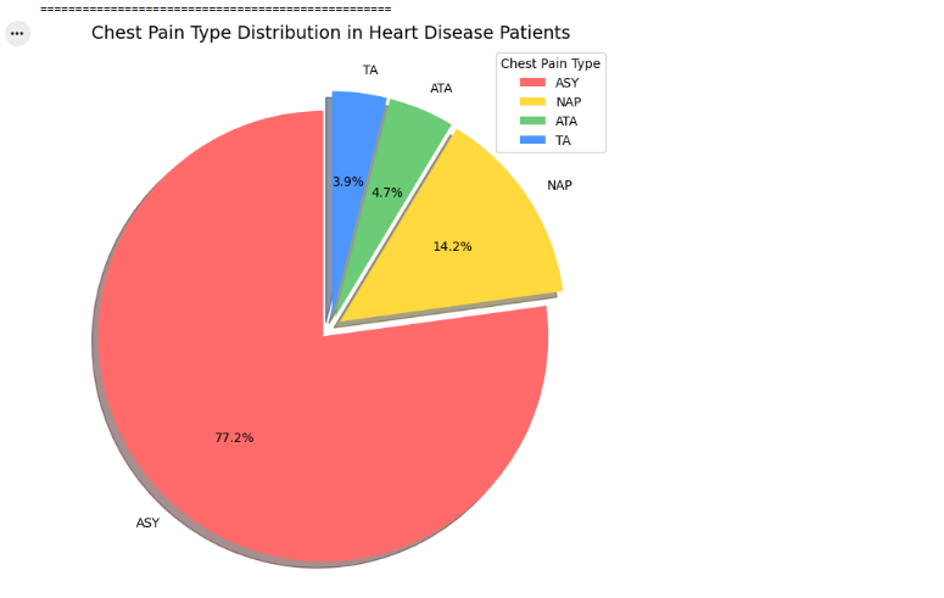 ==================================================
Chest Pain Type Distribution in Heart Disease Patients
TA
ATA
Chest Pain Type
ASY
NAP
ATA
TA
NAP
3.9%
4.7%
14.2%
77.2%
ASY